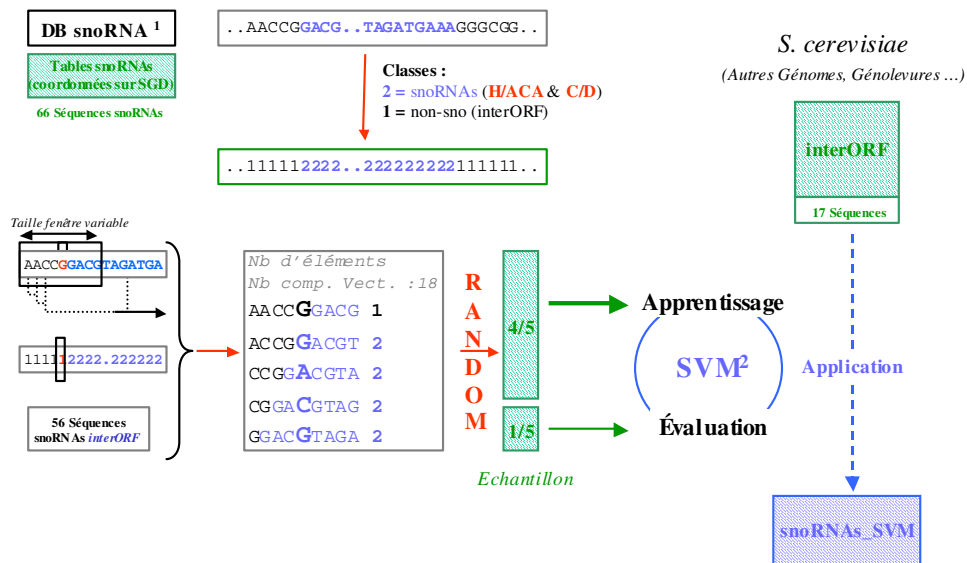 DB snoRNA 1
Tables snoRNAs
(coordonnées sur SGD)
66 Séquences snoRNAs
..AACCGGACG..TAGATGAAAGGGCGG..
Classes :
2 = snoRNAs (H/ACA & C/D)
1 = non-sno (interORF)
..111112222..2222222222111111..
S. cerevisiae
(Autres Génomes, Génolevures ...)
interORF
17 Séquences
Taille fenêtre variable
AACCGGACGTAGATGA
111112222.222222
56 Séquences
snoRNAs interORF
Nb d'éléments
Nb comp. Vect. :18
AACCGGACG 1
ACCGGACGT 2
CCGGACGTA 2
CGGACGTAG 2
GGACGTAGA 2
RANDOM
4/5
1/5
Echantillon
Apprentissage
SVM2
Évaluation
Application
snoRNAs_SVM